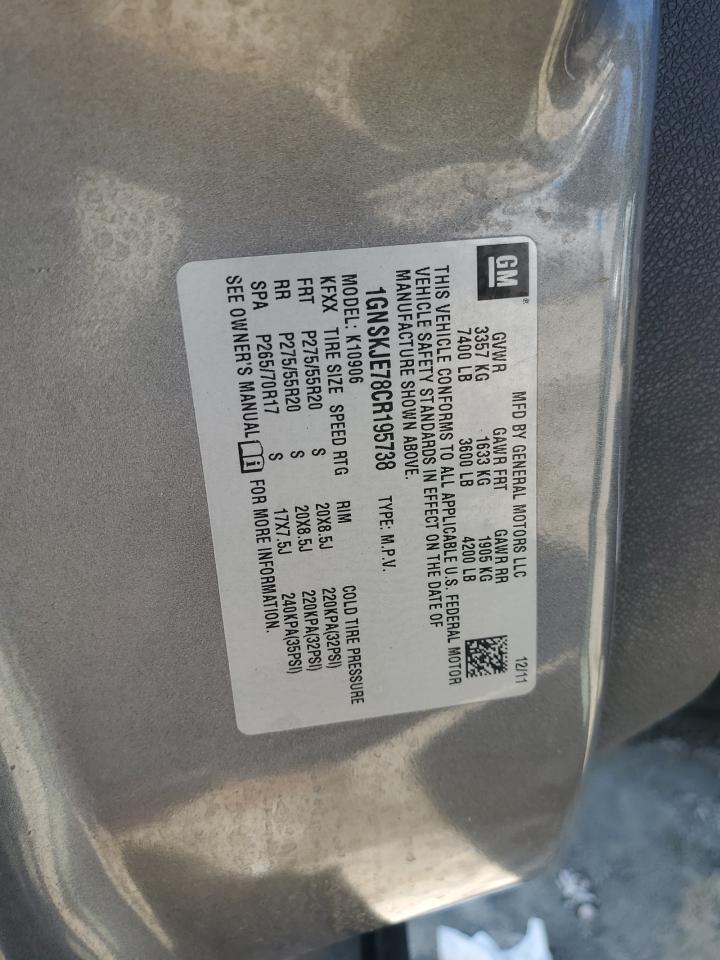 GM ®
MFD BY GENERAL MOTORS LLC 12/11
GVWR GAWR FRT GAWR RR
3357 KG 1633 KG 1905 KG
7400 LB 3600 LB 4200 LB
THIS VEHICLE CONFORMS TO ALL APPLICABLE U.S. FEDERAL MOTOR
VEHICLE SAFETY STANDARDS IN EFFECT ON THE DATE OF
MANUFACTURE SHOWN ABOVE.
1GNSKJE78CR195738 TYPE: M.P.V.
MODEL: K10906
KFXX TIRE SIZE SPEED RTG RIM COLD TIRE PRESSURE
FRT P275/55R20 S 20X8.5J 220KPA(32PSI)
RR P275/55R20 S 20X8.5J 220KPA(32PSI)
SPA P265/70R17 S 17X7.5J 240KPA(35PSI)
SEE OWNER'S MANUAL i FOR MORE INFORMATION.